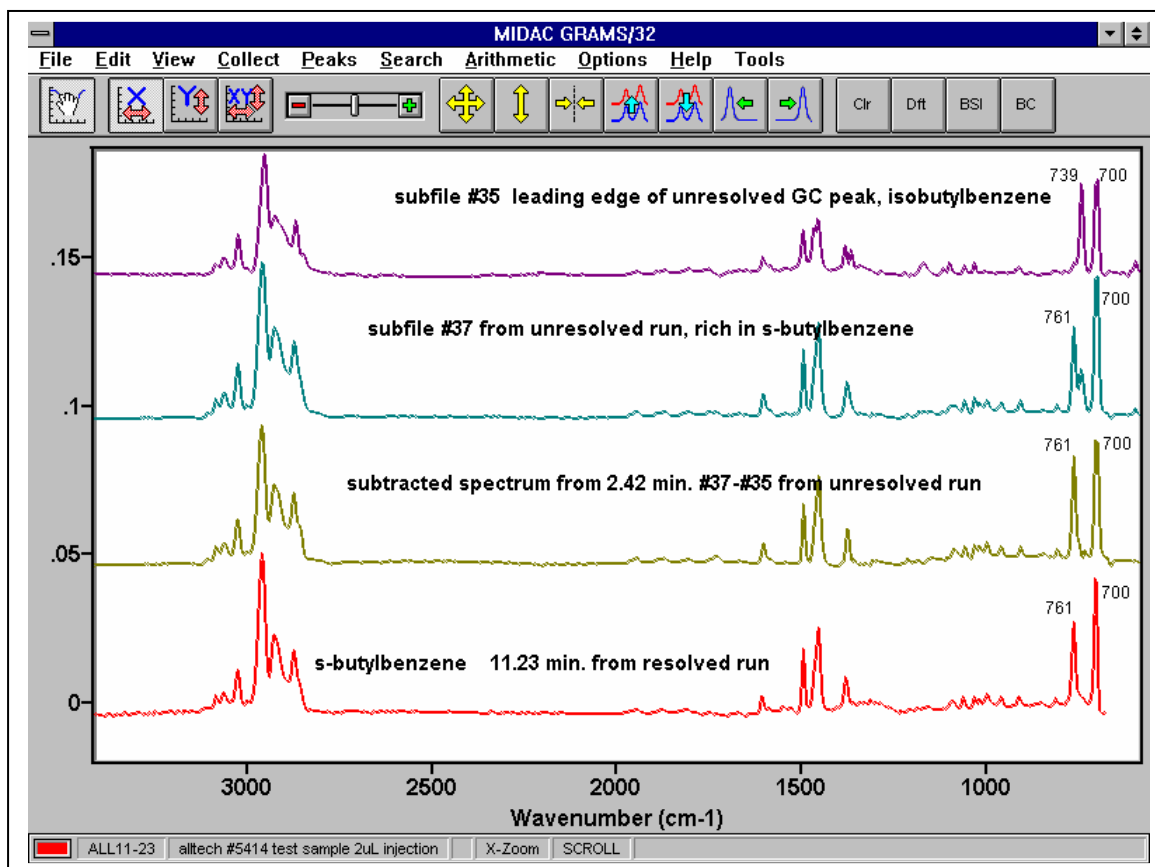 MIDAC GRAMS/32
File Edit View Collect Peaks Search Arithmetic Options Help Tools
X Y XY Clr Dft BSI BC
739 700
subfile #35 leading edge of unresolved GC peak, isobutylbenzene
.15
700
761
subfile #37 from unresolved run, rich in s-butylbenzene
.1
761 700
subtracted spectrum from 2.42 min. #37-#35 from unresolved run
.05
761 700
s-butylbenzene 11.23 min. from resolved run
0
3000 2500 2000 1500 1000
Wavenumber (cm-1)
ALL11-23 alltech #5414 test sample 2uL injection X-Zoom SCROLL